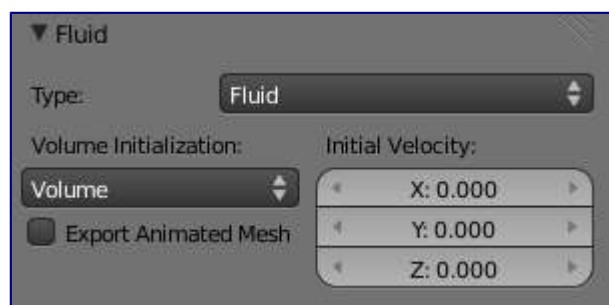 Fluid
Type: Fluid
Volume Initialization: Initial Velocity:
Volume X: 0.000
Export Animated Mesh Y: 0.000
Z: 0.000